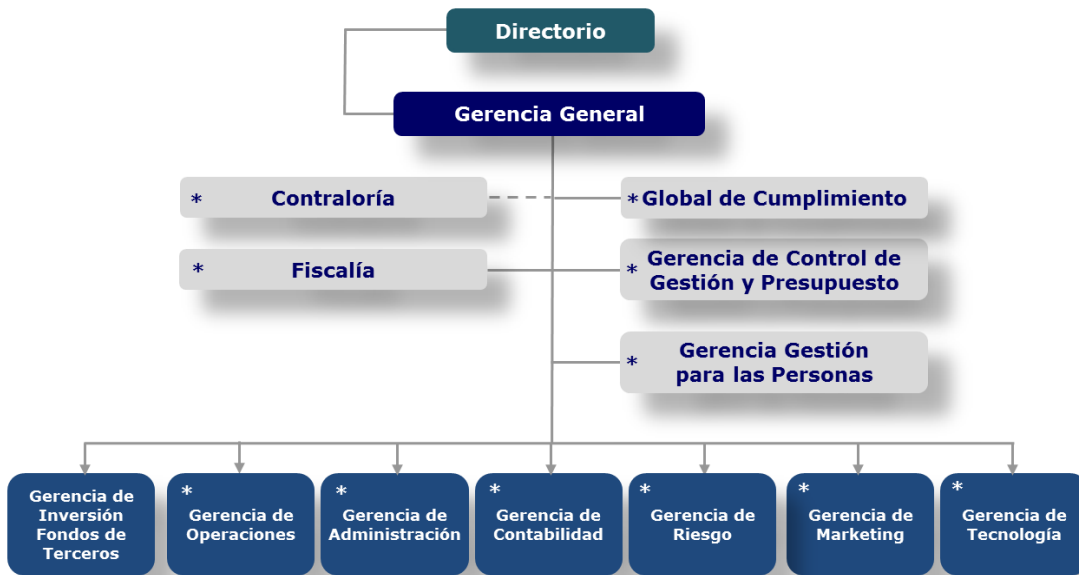 Directorio
Gerencia General
* Contraloría
* Global de Cumplimiento
* Fiscalía
* Gerencia de Control de
Gestión y Presupuesto
* Gerencia Gestión
para las Personas
Gerencia de
Inversión
Fondos de
Terceros
*
Gerencia de
Operaciones
*
Gerencia de
Administración
*
Gerencia de
Contabilidad
*
Gerencia de
Riesgo
*
Gerencia de
Marketing
*
Gerencia de
Tecnología